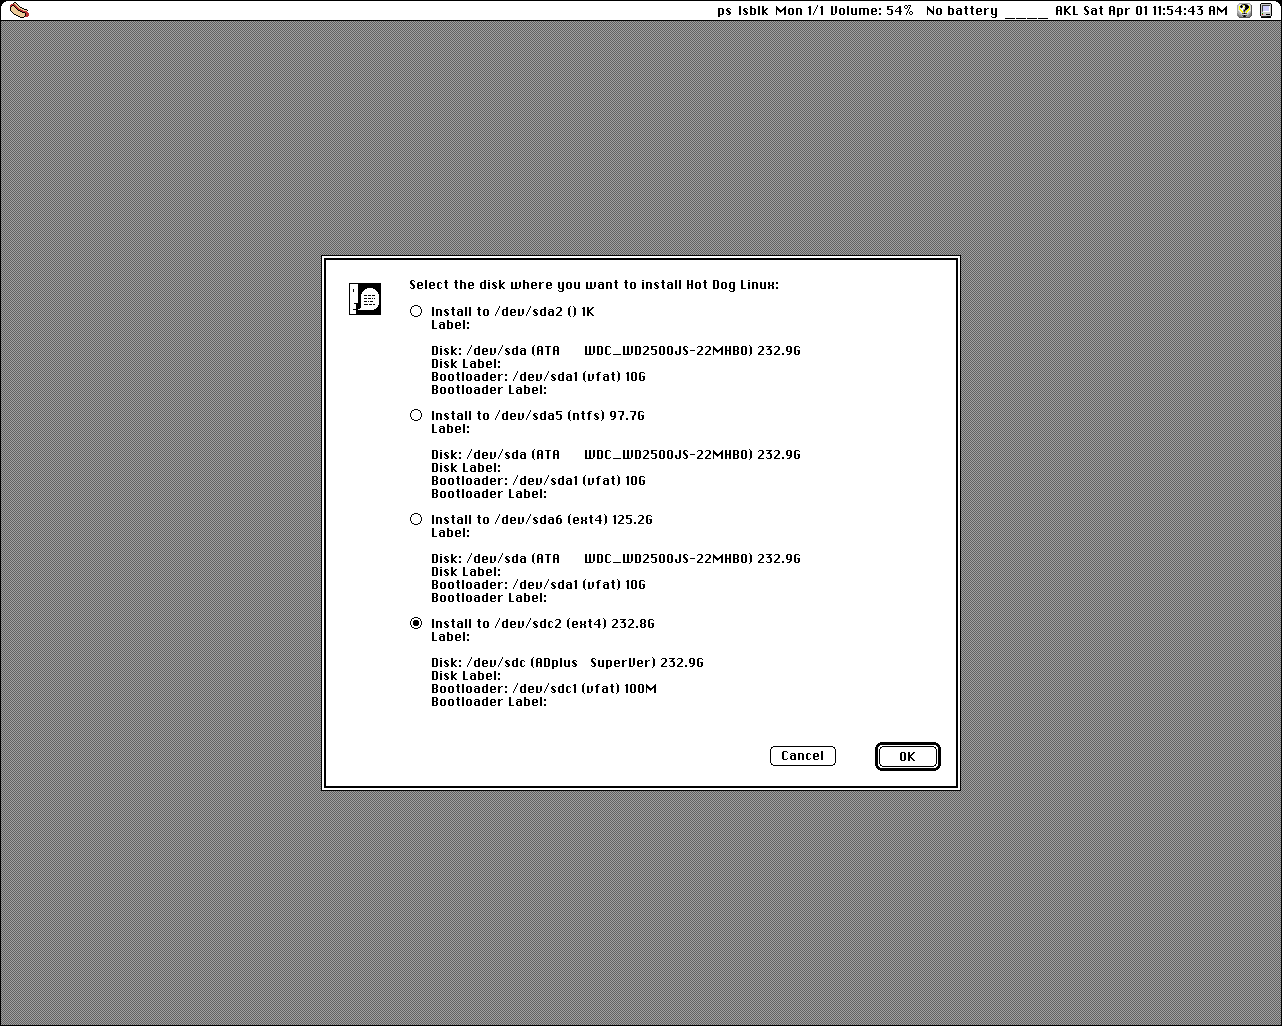 ps lsblk Mon 1/1 Volume: 54% No battery ____ AKL Sat Apr 01 11:54:43 AM
Select the disk where you want to install Hot Dog Linux:
Install to /dev/sda2 () 1K
Label:
Disk: /dev/sda (ATA WDC_WD2500JS-22MHB0) 232.9G
Disk Label:
Bootloader: /dev/sda1 (vfat) 10G
Bootloader Label:
Install to /dev/sda5 (ntfs) 97.7G
Label:
Disk: /dev/sda (ATA WDC_WD2500JS-22MHB0) 232.9G
Disk Label:
Bootloader: /dev/sda1 (vfat) 10G
Bootloader Label:
Install to /dev/sda6 (ext4) 125.2G
Label:
Disk: /dev/sda (ATA WDC_WD2500JS-22MHB0) 232.9G
Disk Label:
Bootloader: /dev/sda1 (vfat) 10G
Bootloader Label:
Install to /dev/sdc2 (ext4) 232.8G
Label:
Disk: /dev/sdc (ADplus SuperVer) 232.9G
Disk Label:
Bootloader: /dev/sdc1 (vfat) 100M
Bootloader Label:
Cancel OK